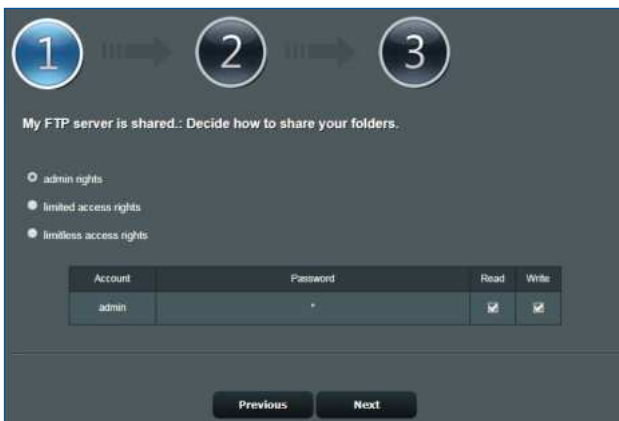 1 2 3
My FTP server is shared.: Decide how to share your folders.
admin rights
limited access rights
limitless access rights
Account Password Read Write
admin *
Previous Next